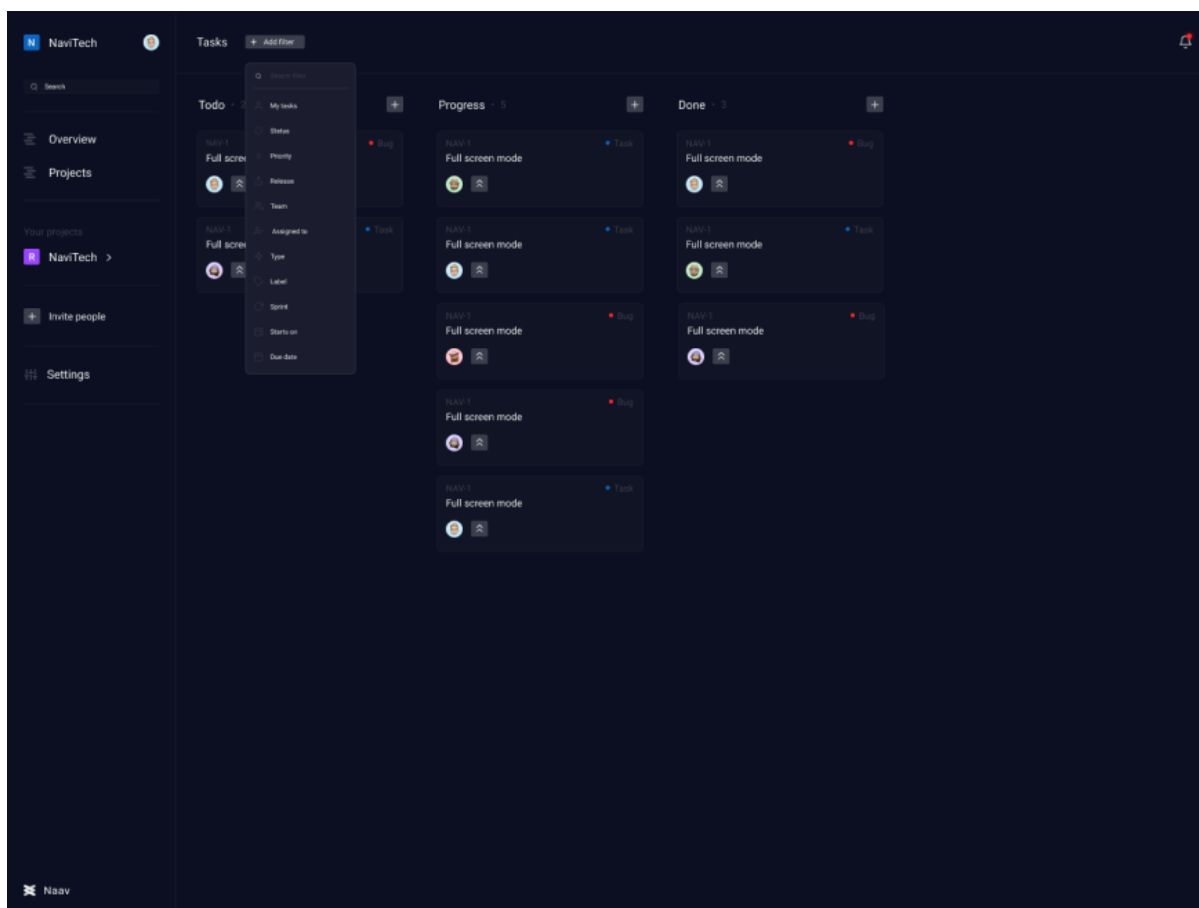 N NaviTech
Search
Overview
Projects
Your projects
R NaviTech >
Invite people
Settings
Naav
Tasks
+ Add filter
Search filter
My tasks
Status
Priority
Release
Team
Assigned to
Type
Label
Sprint
Starts on
Due date
Todo · 2
NAV-1 Bug
Full scree
NAV-1 Task
Full scree
Progress · 5
NAV-1 Task
Full screen mode
NAV-1 Task
Full screen mode
NAV-1 Bug
Full screen mode
NAV-1 Bug
Full screen mode
NAV-1 Task
Full screen mode
Done · 3
NAV-1 Bug
Full screen mode
NAV-1 Task
Full screen mode
NAV-1 Bug
Full screen mode